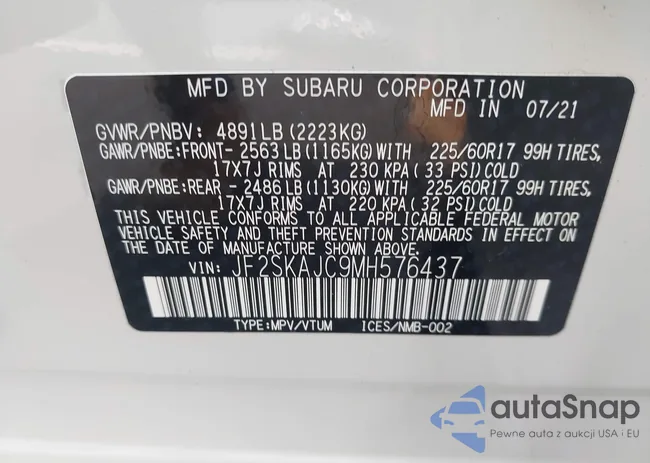 MFD BY SUBARU CORPORATION
MFD IN 07/21
GVWR/PNBV: 4891LB (2223KG)
GAWR/PNBE:FRONT- 2563 LB (1165KG) WITH 225/60R17 99H TIRES,
17X7J RIMS AT 230 KPA (33 PSI) COLD
GAWR/PNBE:REAR - 2486 LB (1130KG) WITH 225/60R17 99H TIRES,
17X7J RIMS AT 220 KPA (32 PSI) COLD
THIS VEHICLE CONFORMS TO ALL APPLICABLE FEDERAL MOTOR
VEHICLE SAFETY AND THEFT PREVENTION STANDARDS IN EFFECT ON
THE DATE OF MANUFACTURE SHOWN ABOVE.
VIN: JF2SKAJC9MH576437
TYPE:MPV/VTUM ICES/NMB-002
autaSnap
Pewne auta z aukcji USA i EU